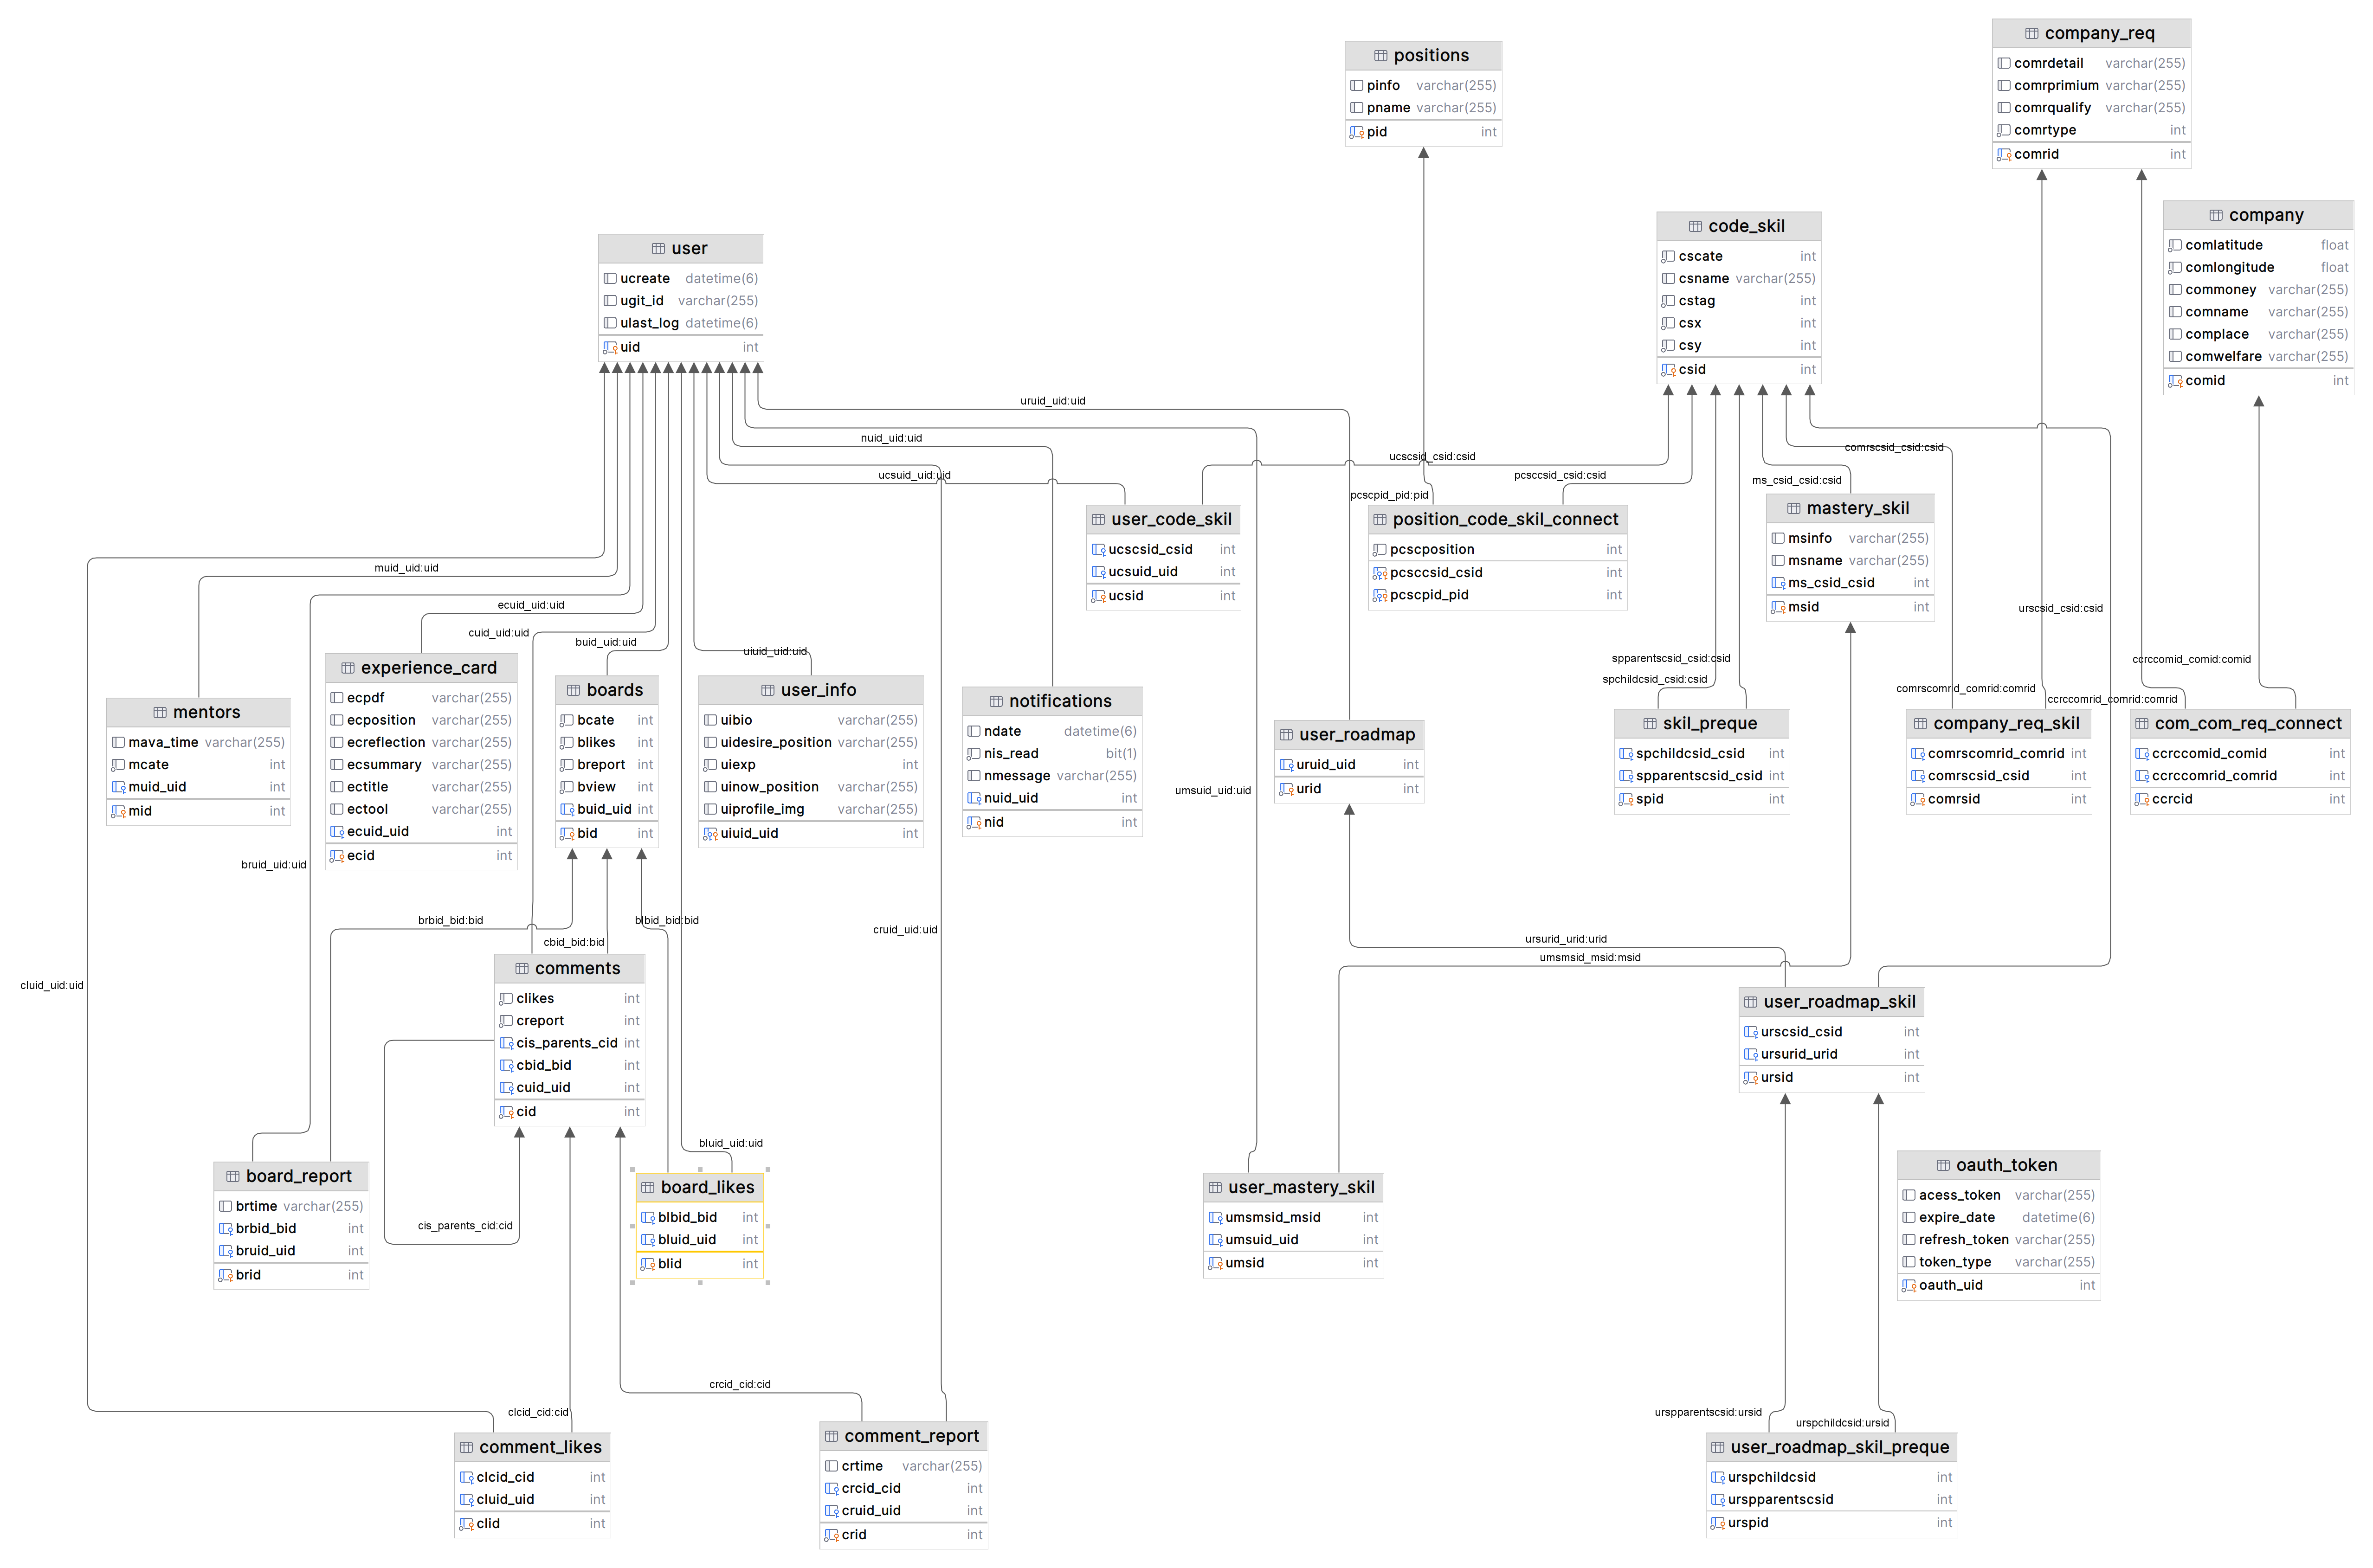 company_req
comrdetail varchar(255)
comrprimium varchar(255)
comrqualify varchar(255)
comrtype int
comrid int
positions
pinfo varchar(255)
pname varchar(255)
pid int
company
comlatitude float
comlongitude float
commoney varchar(255)
comname varchar(255)
complace varchar(255)
comwelfare varchar(255)
comid int
code_skil
cscate int
csname varchar(255)
cstag int
csx int
csy int
csid int
user
ucreate datetime(6)
ugit_id varchar(255)
ulast_log datetime(6)
uid int
uruid_uid:uid
nuid_uid:uid
ucsuid_uid:uid
ucscsid_csid:csid
pcsccsid_csid:csid
comrscsid_csid:csid
ms_csid_csid:csid
pcscpid_pid:pid
user_code_skil
ucscsid_csid int
ucsuid_uid int
ucsid int
position_code_skil_connect
pcscposition int
pcsccsid_csid int
pcscpid_pid int
mastery_skil
msinfo varchar(255)
msname varchar(255)
ms_csid_csid int
msid int
muid_uid:uid
ecuid_uid:uid
cuid_uid:uid
buid_uid:uid
uiuid_uid:uid
urscsid_csid:csid
spparentscsid_csid:csid
spchildcsid_csid:csid
ccrccomid_comid:comid
comrscomrid_comrid:comrid
ccrccomrid_comrid:comrid
mentors
mava_time varchar(255)
mcate int
muid_uid int
mid int
experience_card
ecpdf varchar(255)
ecposition varchar(255)
ecreflection varchar(255)
ecsummary varchar(255)
ectitle varchar(255)
ectool varchar(255)
ecuid_uid int
ecid int
boards
bcate int
blikes int
breport int
bview int
buid_uid int
bid int
user_info
uibio varchar(255)
uidesire_position varchar(255)
uiexp int
uinow_position varchar(255)
uiprofile_img varchar(255)
uiuid_uid int
notifications
ndate datetime(6)
nis_read bit(1)
nmessage varchar(255)
nuid_uid int
nid int
user_roadmap
uruid_uid int
urid int
skil_preque
spchildcsid_csid int
spparentscsid_csid int
spid int
company_req_skil
comrscomrid_comrid int
comrscsid_csid int
comrsid int
com_com_req_connect
ccrccomid_comid int
ccrccomrid_comrid int
ccrcid int
umsuid_uid:uid
bruid_uid:uid
brbid_bid:bid
cbid_bid:bid
blbid_bid:bid
cruid_uid:uid
ursurid_urid:urid
umsmsid_msid:msid
cluid_uid:uid
comments
clikes int
creport int
cis_parents_cid int
cbid_bid int
cuid_uid int
cid int
user_roadmap_skil
urscsid_csid int
ursurid_urid int
ursid int
bluid_uid:uid
cis_parents_cid:cid
board_report
brtime varchar(255)
brbid_bid int
bruid_uid int
brid int
board_likes
blbid_bid int
bluid_uid int
blid int
user_mastery_skil
umsmsid_msid int
umsuid_uid int
umsid int
oauth_token
acess_token varchar(255)
expire_date datetime(6)
refresh_token varchar(255)
token_type varchar(255)
oauth_uid int
crcid_cid:cid
clcid_cid:cid
urspparentscsid:ursid
urspchildcsid:ursid
comment_likes
clcid_cid int
cluid_uid int
clid int
comment_report
crtime varchar(255)
crcid_cid int
cruid_uid int
crid int
user_roadmap_skil_preque
urspchildcsid int
urspparentscsid int
urspid int